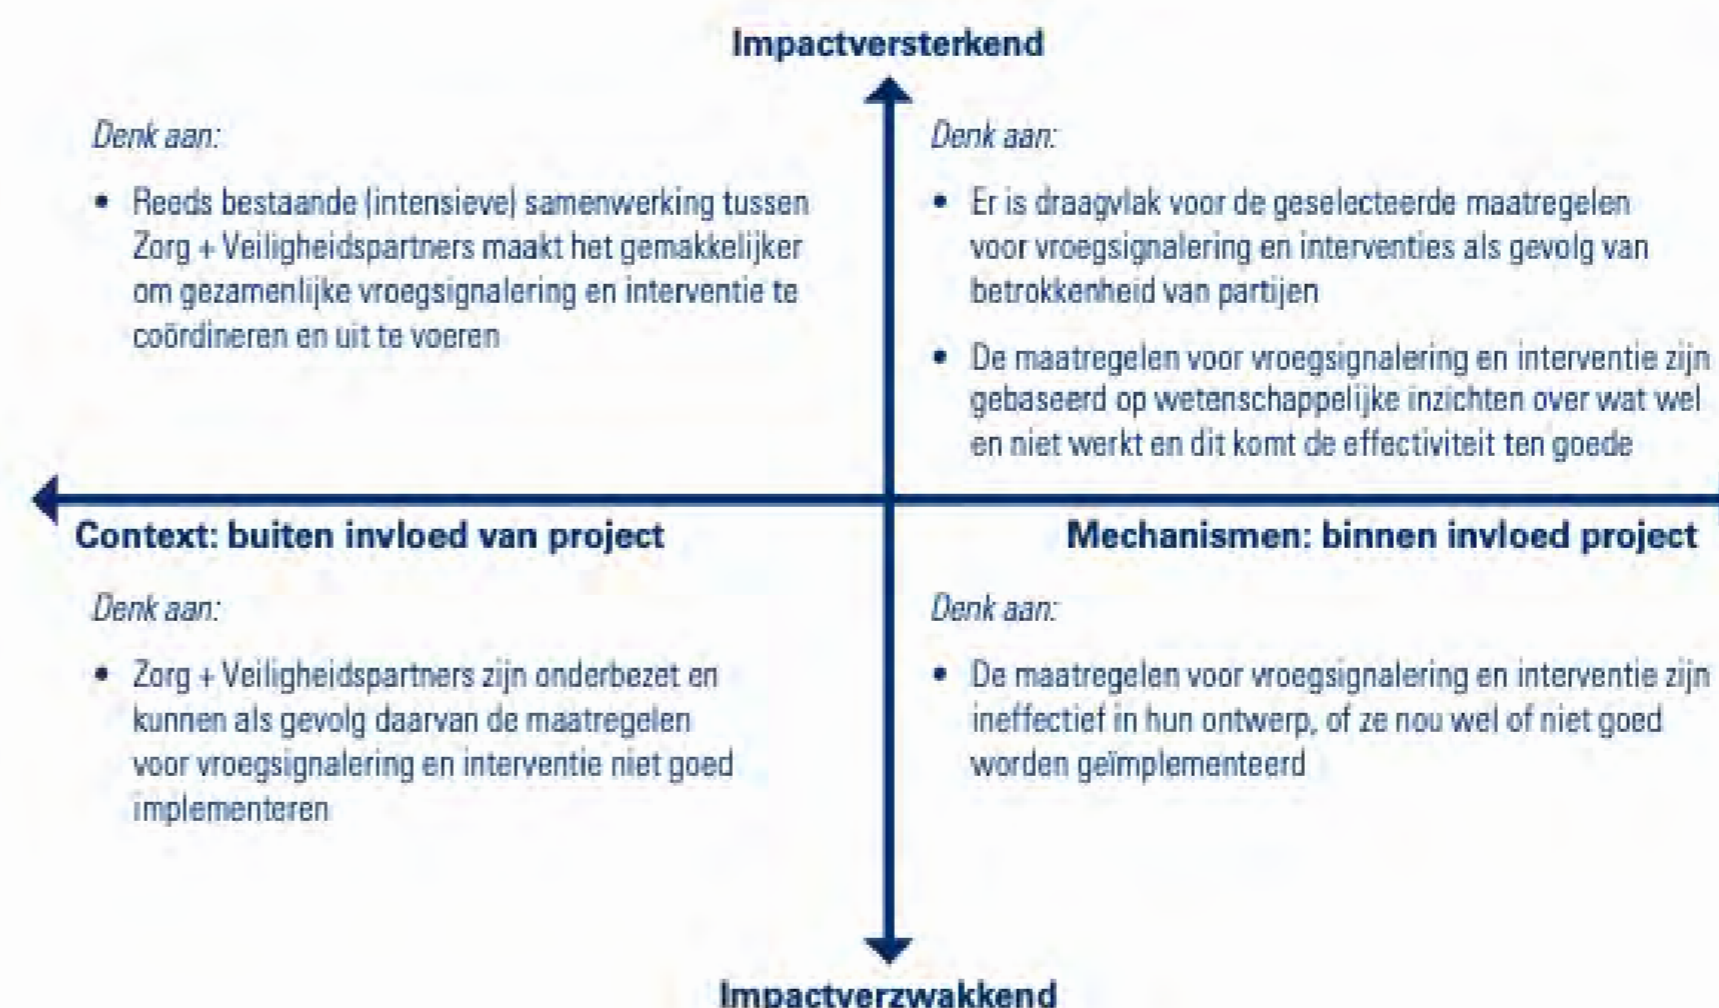 Impactversterkend
Denk aan:
• Reeds bestaande (intensieve) samenwerking tussen
Zorg + Veiligheidspartners maakt het gemakkelijker
om gezamenlijke vroegsignalering en interventie te
coördineren en uit te voeren
Denk aan:
• Er is draagvlak voor de geselecteerde maatregelen
voor vroegsignalering en interventies als gevolg van
betrokkenheid van partijen
• De maatregelen voor vroegsignalering en interventie zijn
gebaseerd op wetenschappelijke inzichten over wat wel
en niet werkt en dit komt de effectiviteit ten goede
Context: buiten invloed van project
Mechanismen: binnen invloed project
Denk aan:
• Zorg + Veiligheidspartners zijn onderbezet en
kunnen als gevolg daarvan de maatregelen
voor vroegsignalering en interventie niet goed
implementeren
Denk aan:
• De maatregelen voor vroegsignalering en interventie zijn
ineffectief in hun ontwerp, of ze nou wel of niet goed
worden geïmplementeerd
Impactverzwakkend